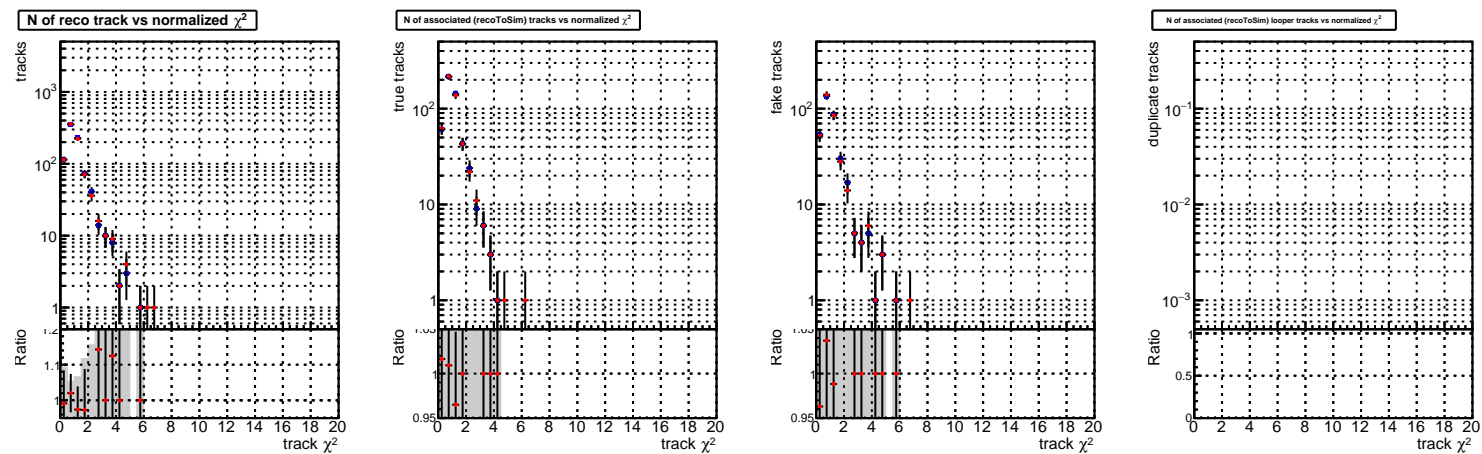 N of reco track vs normalized χ²
tracks
10³
10²
10
1
Ratio
1.2
1.1
1
0 2 4 6 8 10 12 14 16 18 20
track χ²
N of associated (recoToSim) tracks vs normalized χ²
true tracks
10²
10
1
Ratio
1.05
1
0.95
0 2 4 6 8 10 12 14 16 18 20
track χ²
fake tracks
10²
10
1
Ratio
1.05
1
0.95
0 2 4 6 8 10 12 14 16 18 20
track χ²
N of associated (recoToSim) looper tracks vs normalized χ²
duplicate tracks
10⁻¹
10⁻²
10⁻³
Ratio
1
0.5
0
0 2 4 6 8 10 12 14 16 18 20
track χ²